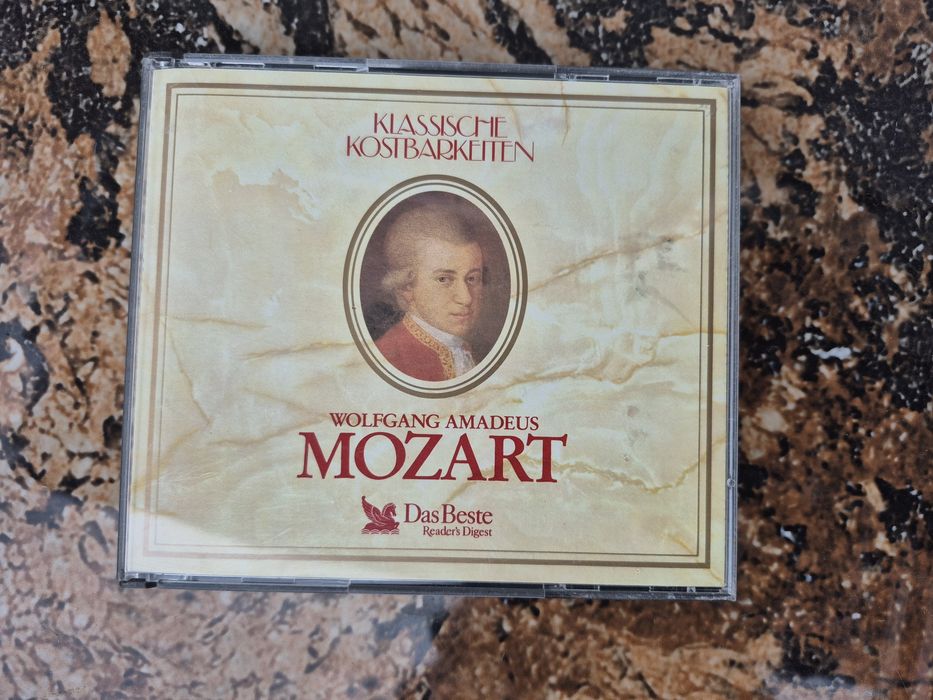 KLASSISCHE
KOSTBARKEITEN
WOLFGANG AMADEUS
MOZART
Das Beste
Reader's Digest